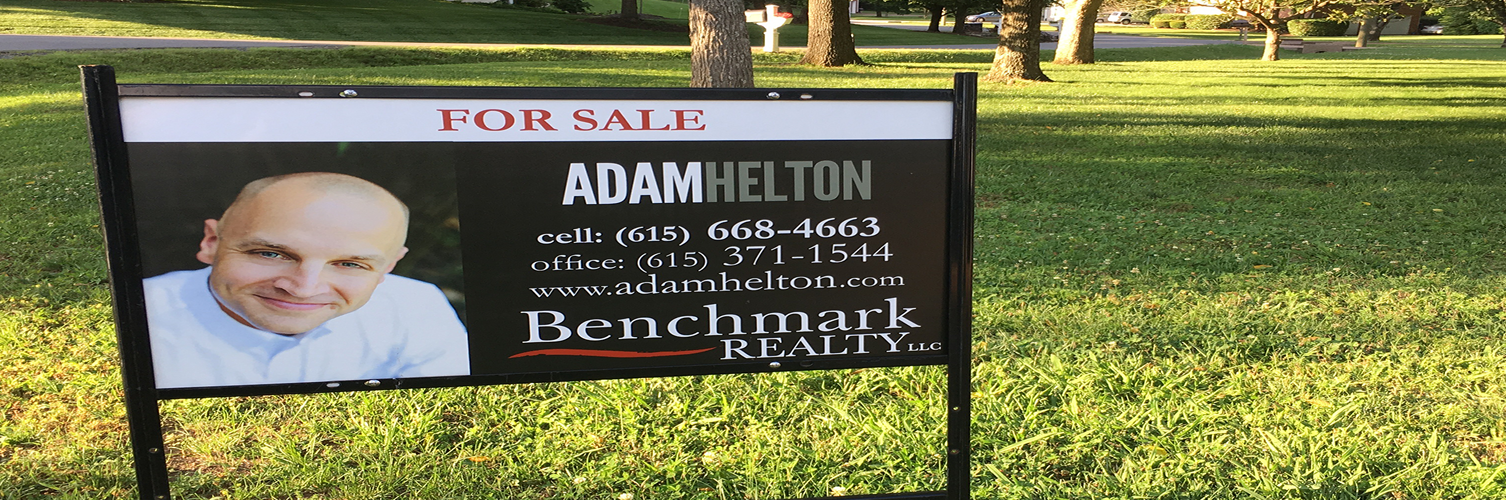 FOR SALE
ADAMHELTON
cell: (615) 668-4663
office: (615) 371-1544
www.adamhelton.com
Benchmark
REALTY LLC